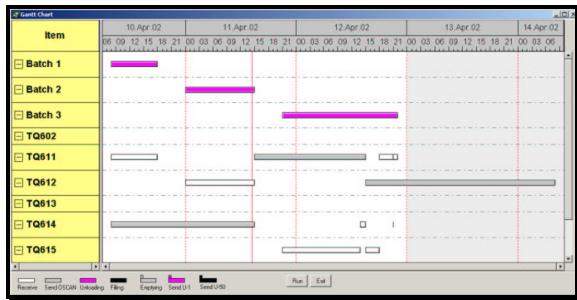 Gantt Chart
Item
10.Apr.02 11.Apr.02 12.Apr.02 13.Apr.02 14.Apr.02
06 09 12 15 18 21 00 03 06 09 12 15 18 21 00 03 06 09 12 15 18 21 00 03 06 09 12 15 18 21 00 03 06
Batch 1
Batch 2
Batch 3
TQ602
TQ611
TQ612
TQ613
TQ614
TQ615
Receive Send OSCAN Unloading Filling Emptying Send U-1 Send U-50
Run Exit